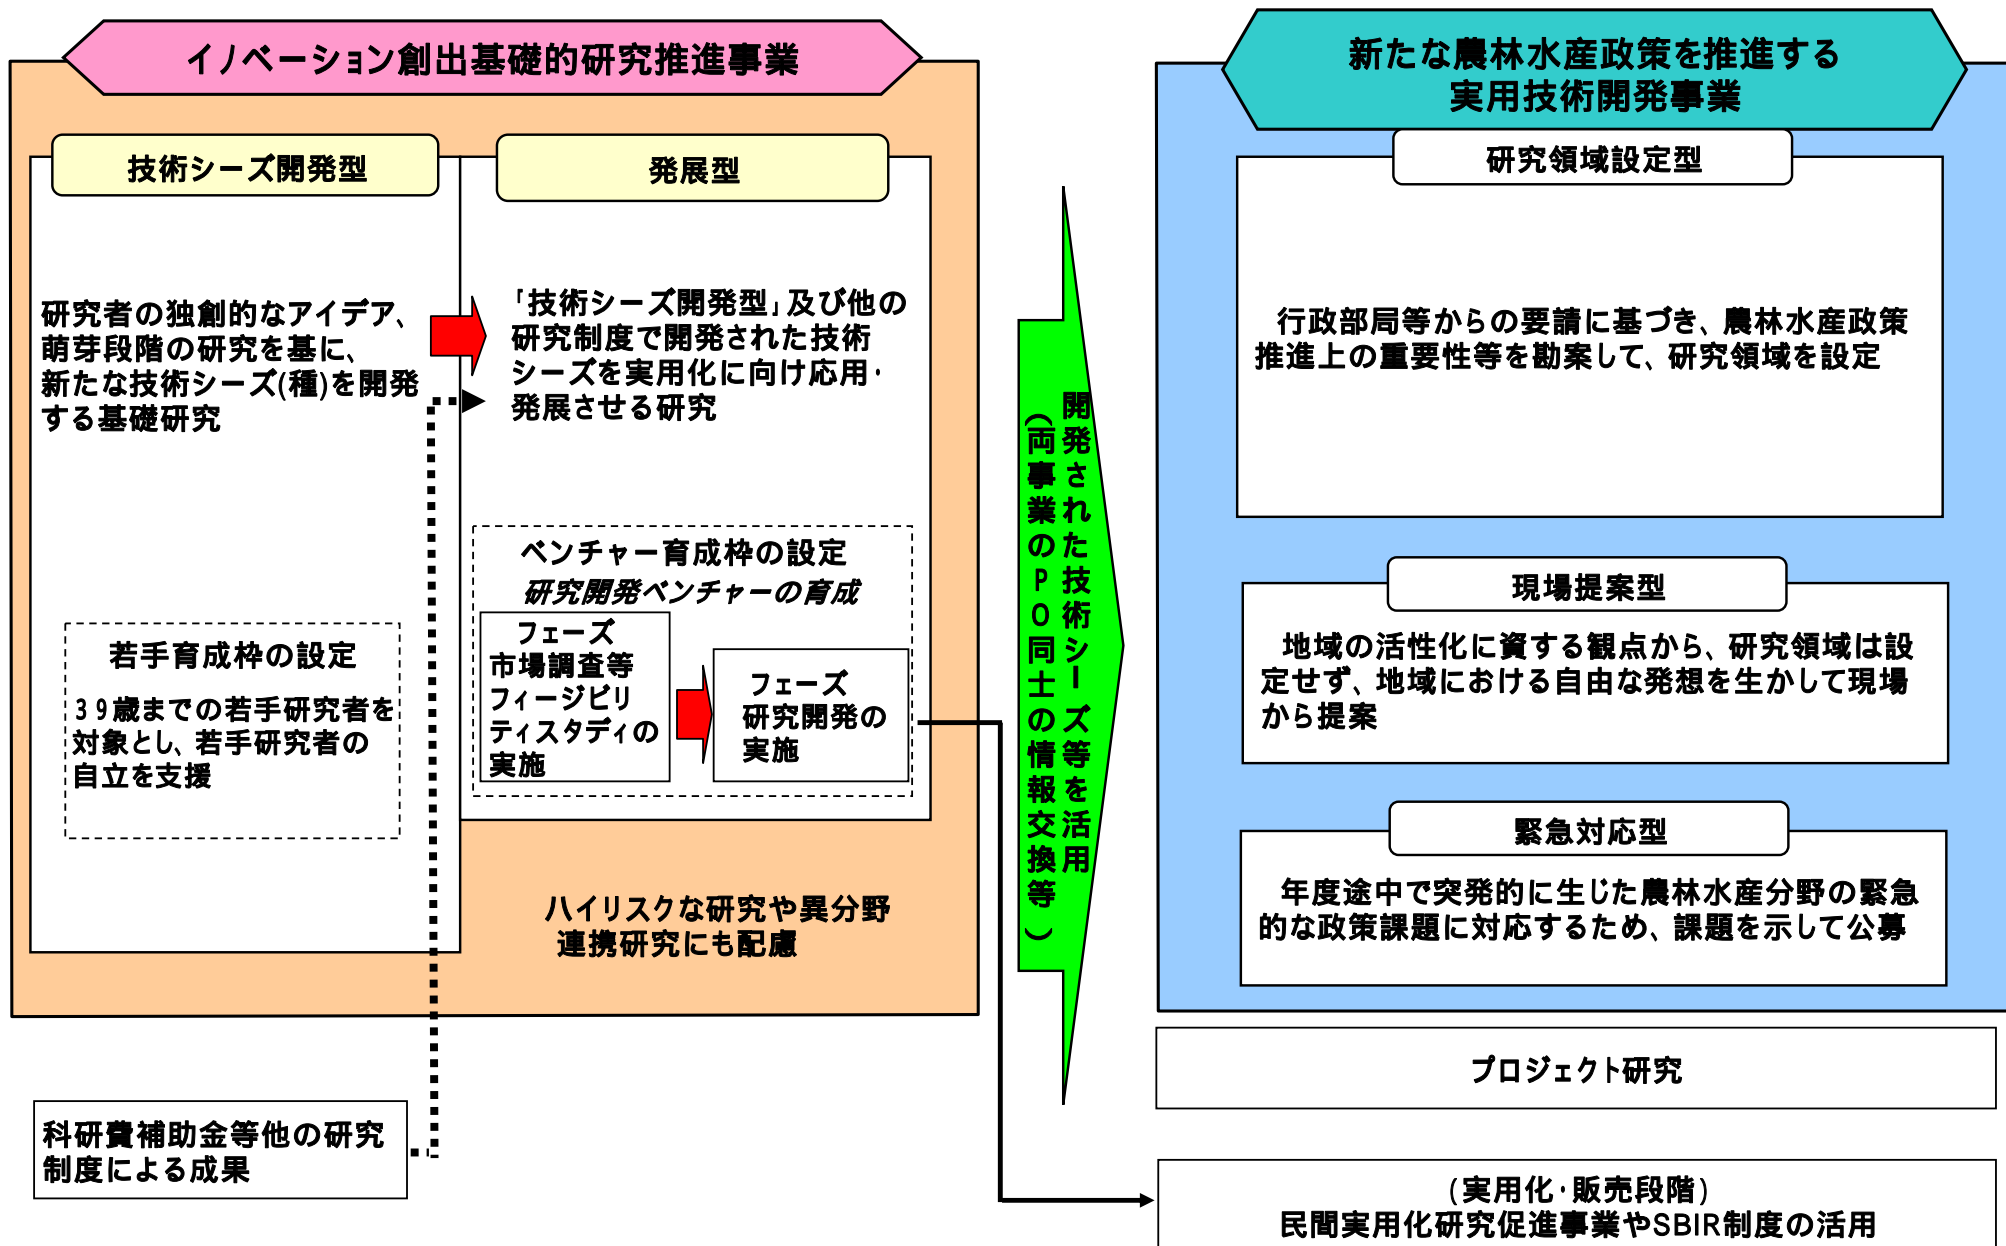 イノベーション創出基礎的研究推進事業
技術シーズ開発型
研究者の独創的なアイデア、
萌芽段階の研究を基に、
新たな技術シーズ(種)を開発
する基礎研究
若手育成枠の設定
39歳までの若手研究者を
対象とし、若手研究者の
自立を支援
発展型
「技術シーズ開発型」及び他の
研究制度で開発された技術
シーズを実用化に向け応用・
発展させる研究
ベンチャー育成枠の設定
研究開発ベンチャーの育成
フェーズ
市場調査等
フィージビリ
ティスタディの
実施
フェーズ
研究開発の
実施
ハイリスクな研究や異分野
連携研究にも配慮
科研費補助金等他の研究
制度による成果
開発された技術シーズ等を活用
(両事業のPO同士の情報交換等)
新たな農林水産政策を推進する
実用技術開発事業
研究領域設定型
行政部局等からの要請に基づき、農林水産政策
推進上の重要性等を勘案して、研究領域を設定
現場提案型
地域の活性化に資する観点から、研究領域は設
定せず、地域における自由な発想を生かして現場
から提案
緊急対応型
年度途中で突発的に生じた農林水産分野の緊急
的な政策課題に対応するため、課題を示して公募
プロジェクト研究
(実用化・販売段階)
民間実用化研究促進事業やSBIR制度の活用